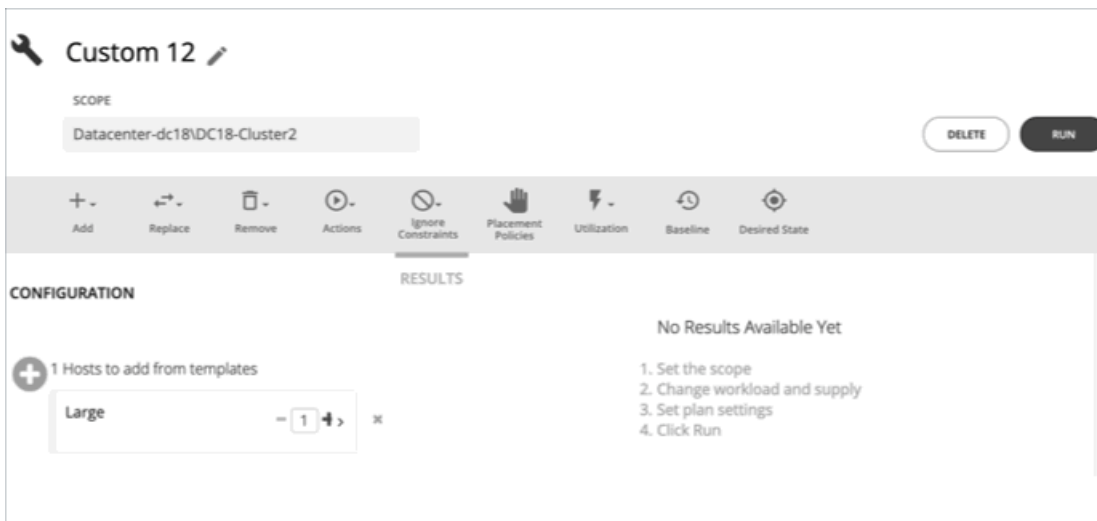 Custom 12
SCOPE
Datacenter-dc18\DC18-Cluster2
DELETE
RUN
Add
Replace
Remove
Actions
Ignore
Constraints
Placement
Policies
Utilization
Baseline
Desired State
RESULTS
CONFIGURATION
No Results Available Yet
1 Hosts to add from templates
1. Set the scope
2. Change workload and supply
3. Set plan settings
4. Click Run
Large
1